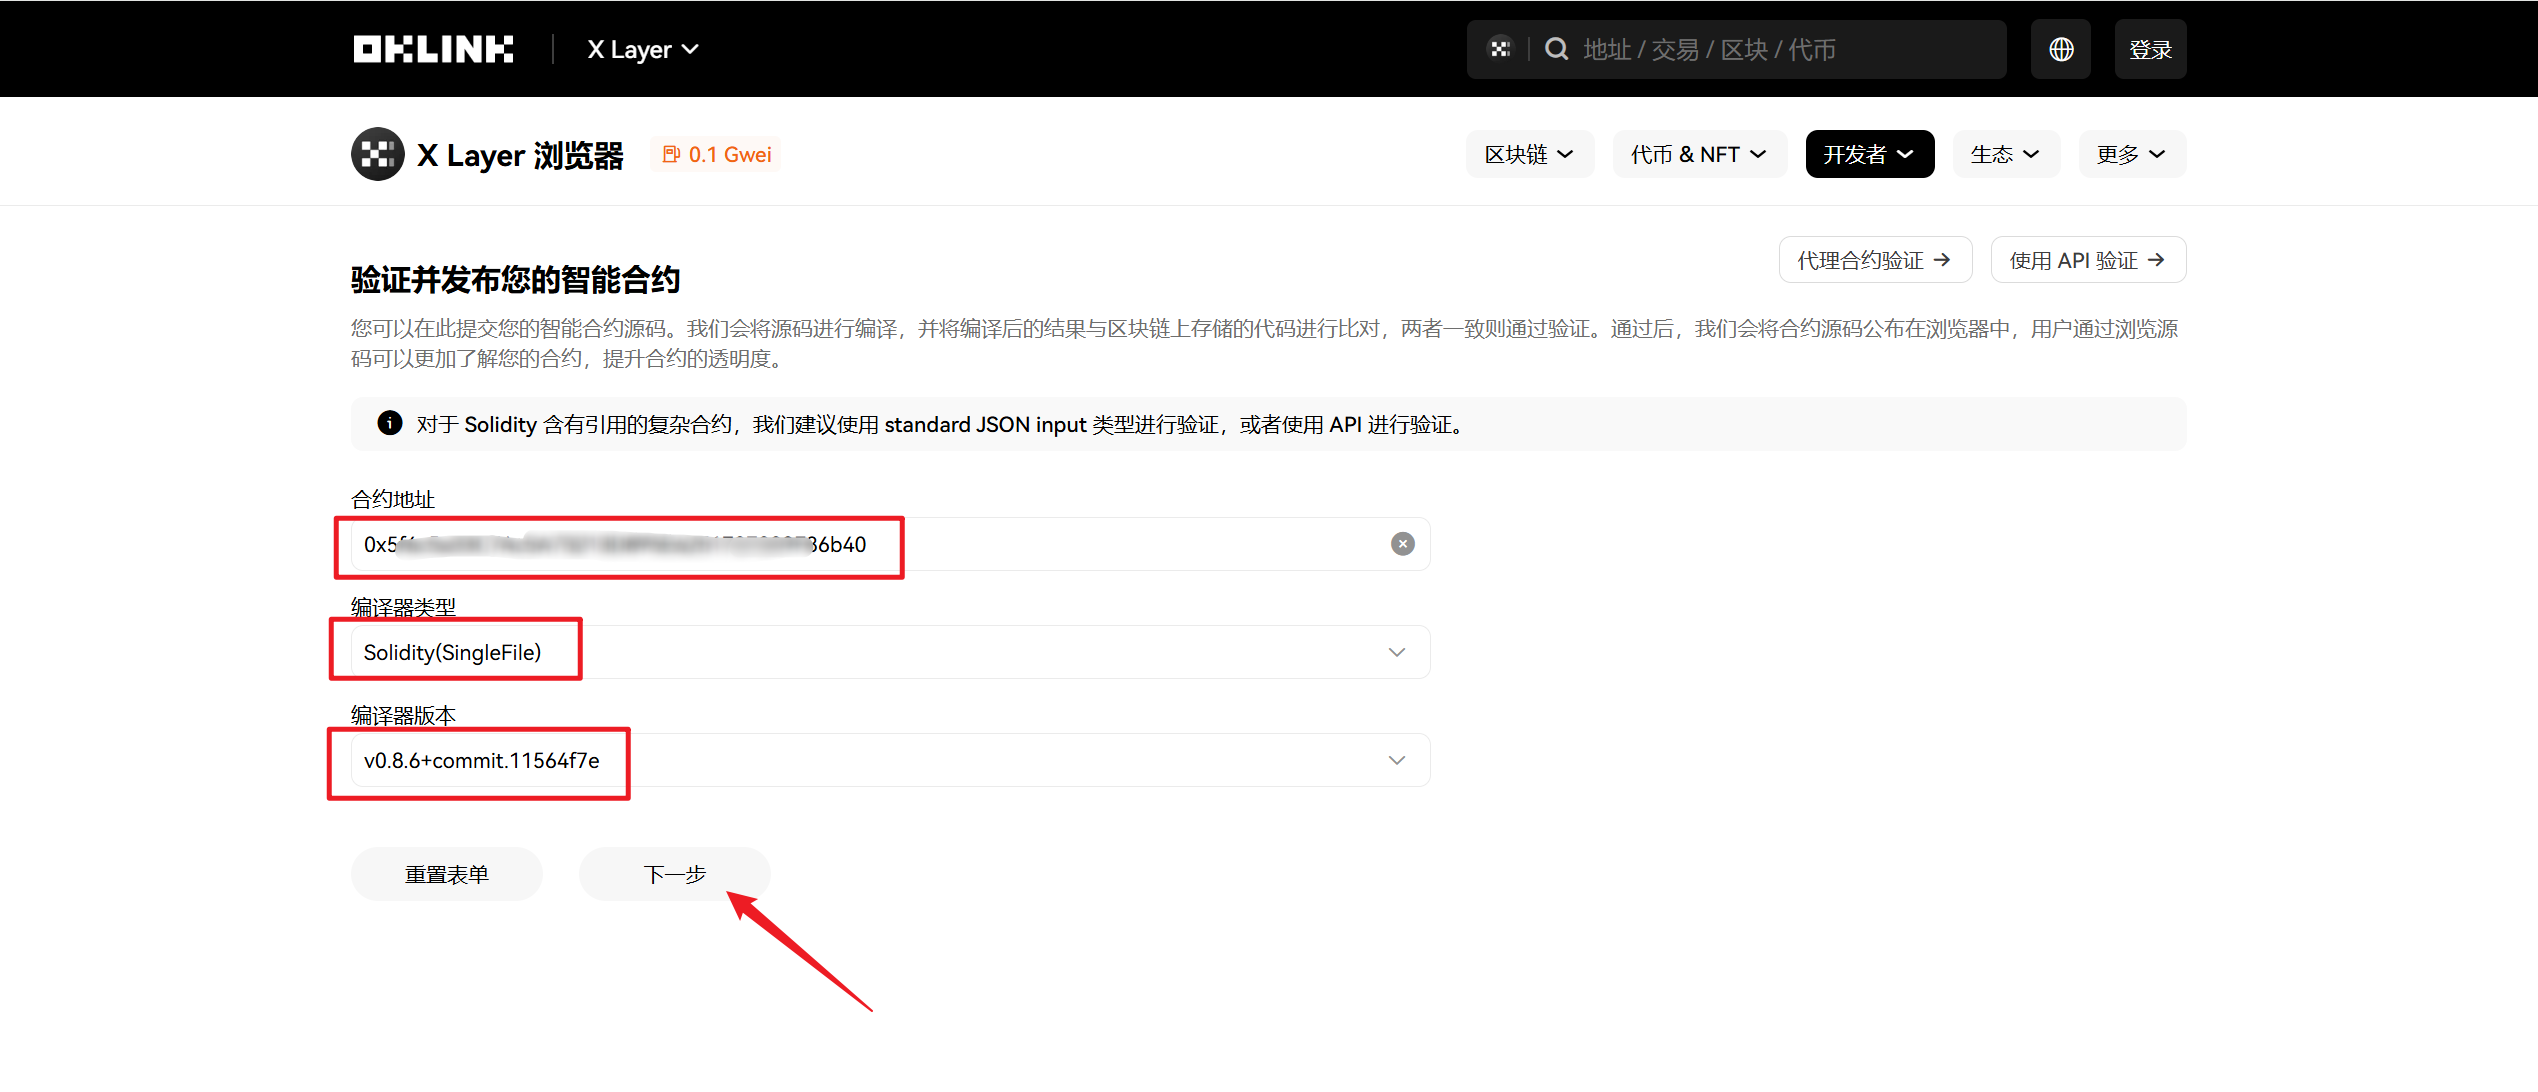 OKLINK
X Layer
地址 / 交易 / 区块 / 代币
登录
X Layer 浏览器
0.1 Gwei
区块链
代币 & NFT
开发者
生态
更多
代理合约验证 →
使用 API 验证 →
验证并发布您的智能合约
您可以在此提交您的智能合约源码。我们会将源码进行编译，并将编译后的结果与区块链上存储的代码进行比对，两者一致则通过验证。通过后，我们会将合约源码公布在浏览器中，用户通过浏览源
码可以更加了解您的合约，提升合约的透明度。
对于 Solidity 含有引用的复杂合约，我们建议使用 standard JSON input 类型进行验证，或者使用 API 进行验证。
合约地址
0x5 36b40
编译器类型
Solidity(SingleFile)
编译器版本
v0.8.6+commit.11564f7e
重置表单
下一步